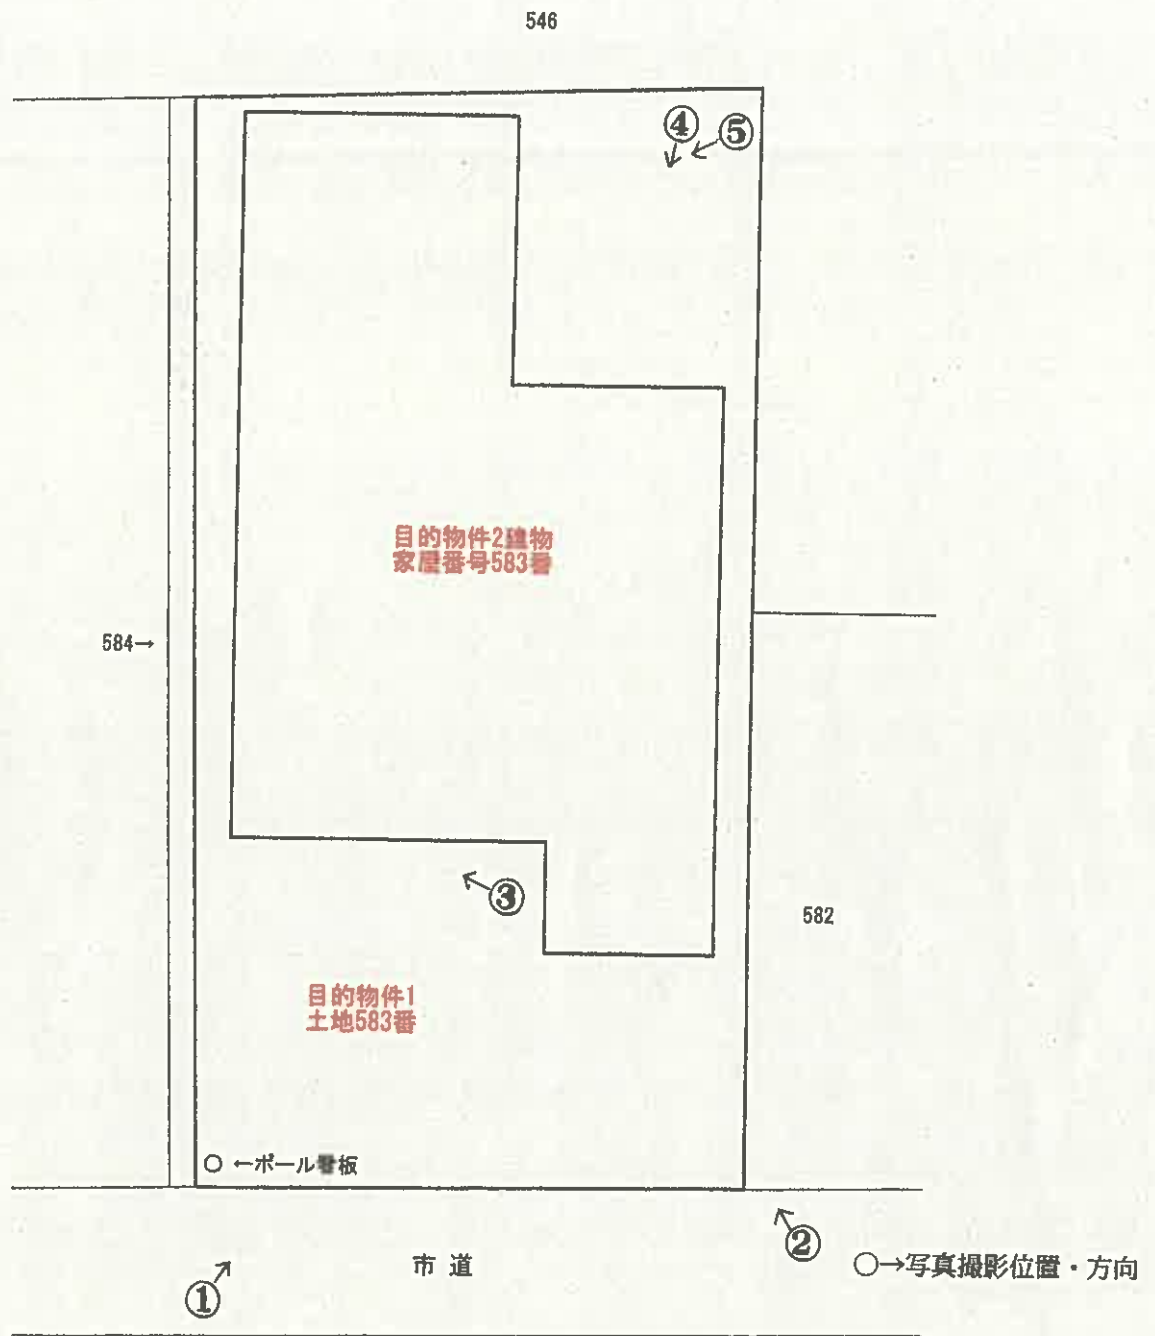 546
④ ⑤
目的物件2建物
家屋番号583番
584→
③
582
目的物件1
土地583番
○ ←ポール看板
市道
②
○→写真撮影位置・方向
①